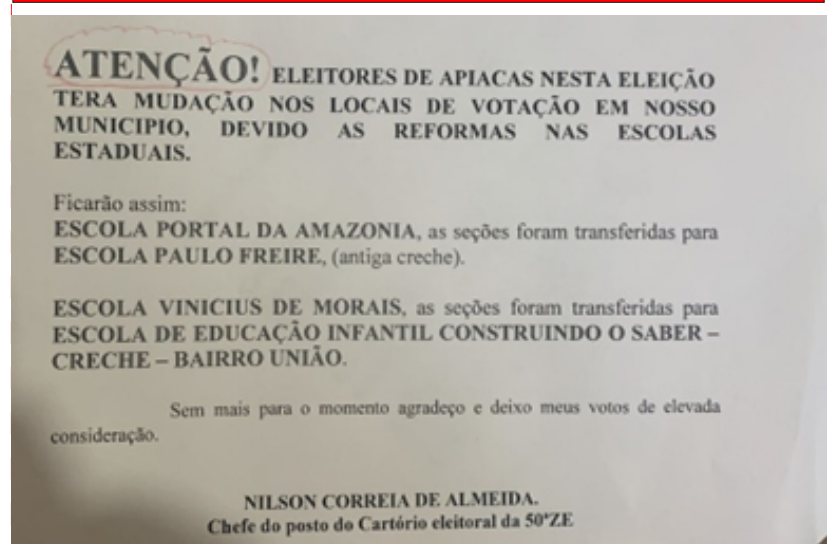 ATENÇÃO! ELEITORES DE APIACAS NESTA ELEIÇÃO
TERA MUDAÇÃO NOS LOCAIS DE VOTAÇÃO EM NOSSO
MUNICIPIO, DEVIDO AS REFORMAS NAS ESCOLAS
ESTADUAIS.
Ficarão assim:
ESCOLA PORTAL DA AMAZONIA, as seções foram transferidas para
ESCOLA PAULO FREIRE, (antiga creche).
ESCOLA VINICIUS DE MORAIS, as seções foram transferidas para
ESCOLA DE EDUCAÇÃO INFANTIL CONSTRUINDO O SABER –
CRECHE – BAIRRO UNIÃO.
Sem mais para o momento agradeço e deixo meus votos de elevada
consideração.
NILSON CORREIA DE ALMEIDA.
Chefe do posto do Cartório eleitoral da 50ªZE